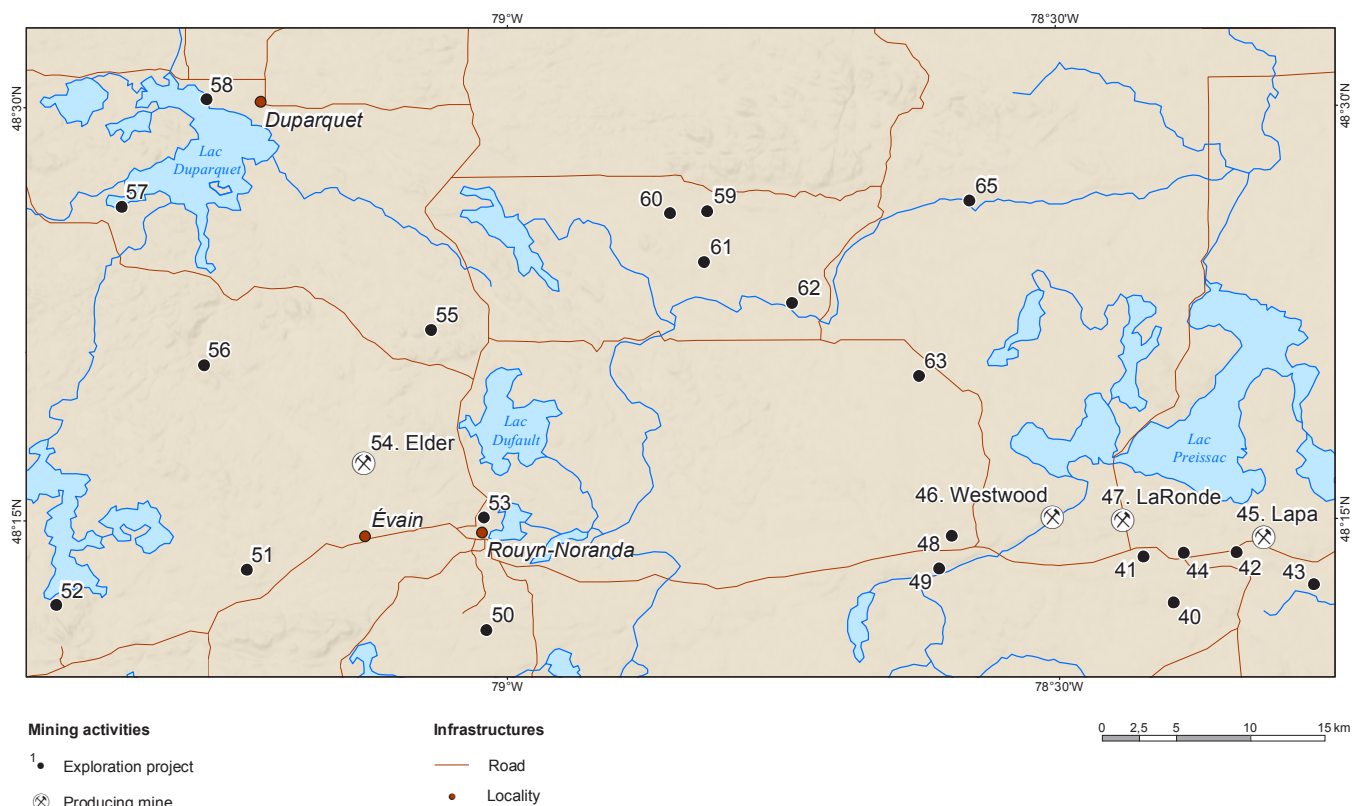 79°W
78°30'W
48°30'N
48°30'N
58
Duparquet
Lac
Duparquet
57
60
59
65
61
62
55
56
63
Lac
Dufault
54. Elder
Lac
Preissac
46. Westwood
47. LaRonde
45. Lapa
53
Évain
48°15'N
48°15'N
Rouyn-Noranda
48
51
49
41
44
42
43
52
50
40
79°W
78°30'W
Mining activities
1
Exploration project
Producing mine
Infrastructures
Road
Locality
0 2,5 5 10 15 km